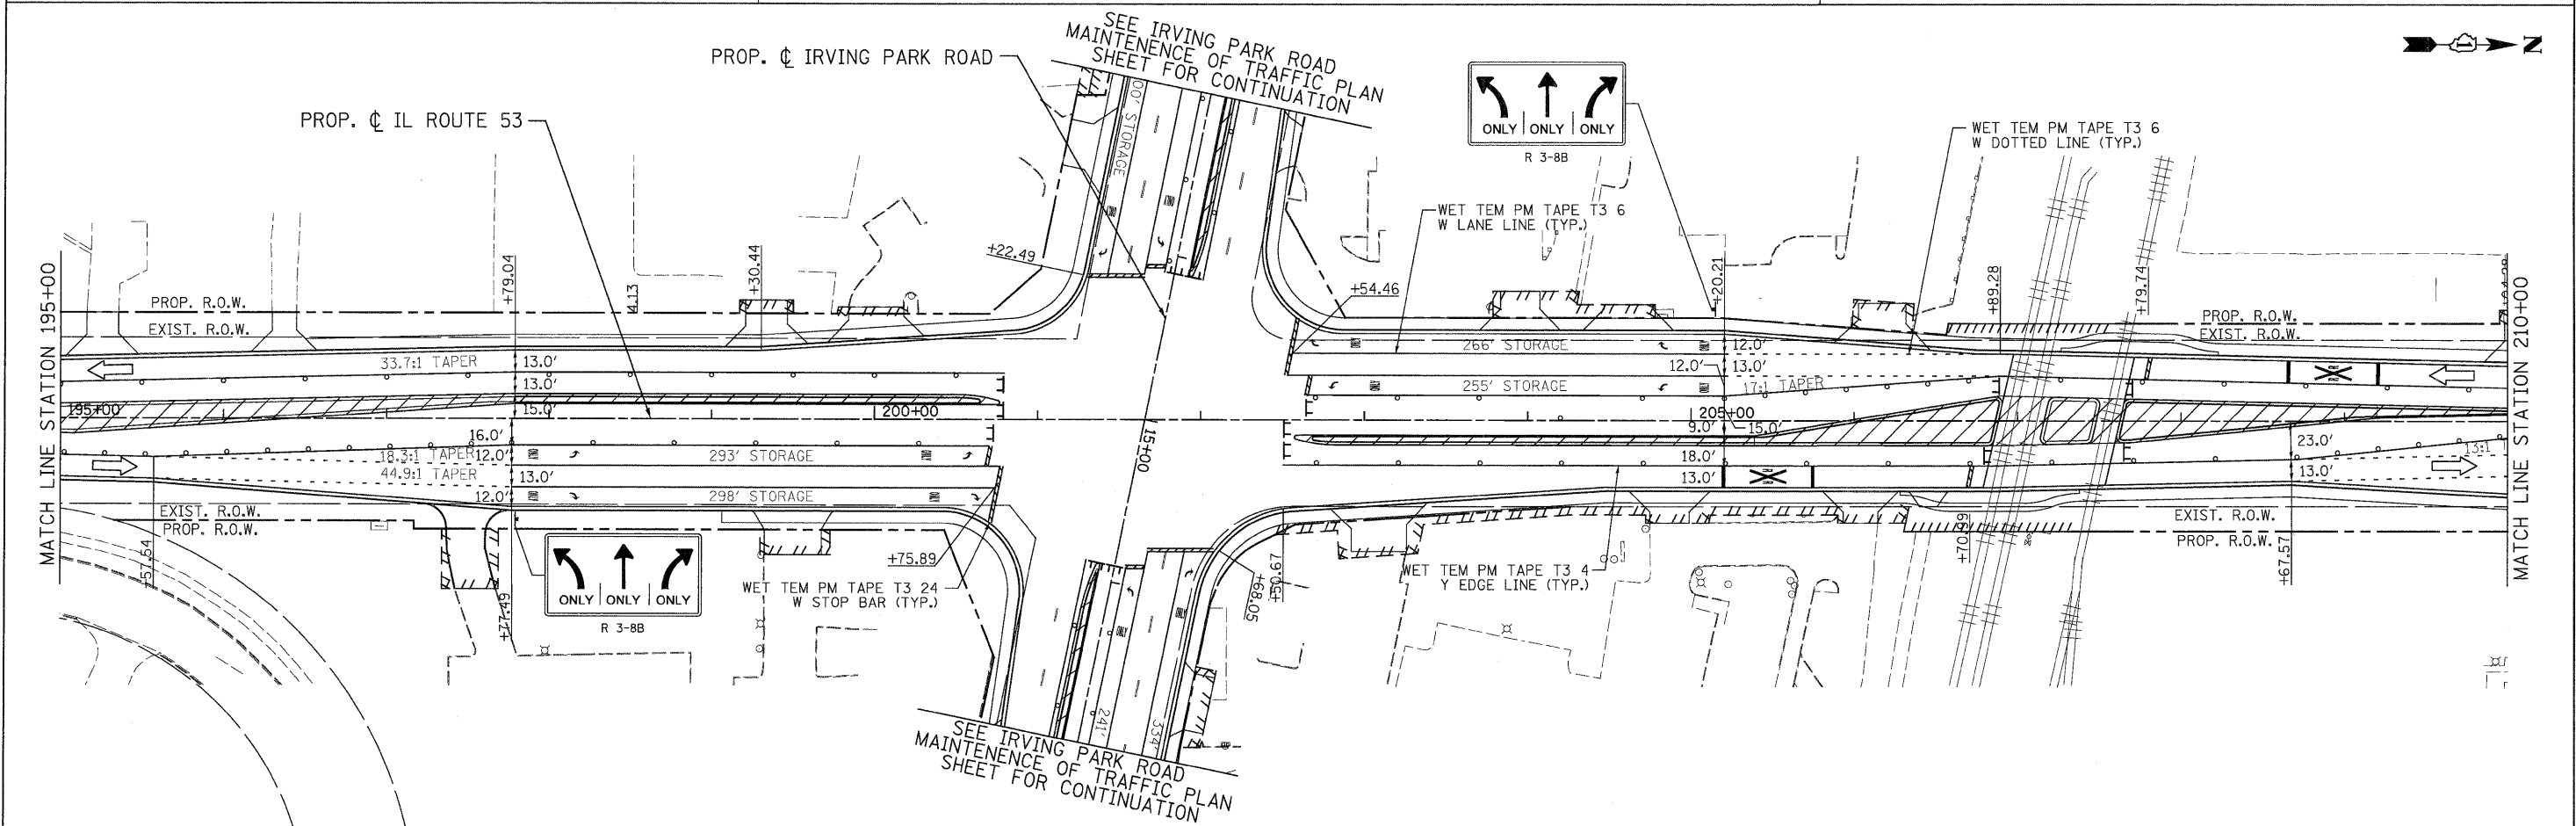 SEE IRVING PARK ROAD
MAINTENENCE OF TRAFFIC PLAN
SHEET FOR CONTINUATION
PROP. ℄ IRVING PARK ROAD
PROP. ℄ IL ROUTE 53
N
ONLY ONLY ONLY
R 3-8B
WET TEM PM TAPE T3 6
W DOTTED LINE (TYP.)
WET TEM PM TAPE T3 6
W LANE LINE (TYP.)
00' STORAGE
+22.49
+54.46
+20.21
+89.28
+79.74
+79.04
4.13
+30.44
MATCH LINE STATION 195+00
MATCH LINE STATION 210+00
PROP. R.O.W.
EXIST. R.O.W.
PROP. R.O.W.
EXIST. R.O.W.
33.7:1 TAPER
13.0'
13.0'
15.0'
195+00
200+00
205+00
15+00
266' STORAGE
12.0'
13.0'
12.0'
255' STORAGE
17:1 TAPER
9.0'
15.0'
16.0'
18.3:1 TAPER
12.0'
293' STORAGE
44.9:1 TAPER
13.0'
12.0'
298' STORAGE
ONLY
18.0'
13.0'
23.0'
13.0'
13:1
EXIST. R.O.W.
PROP. R.O.W.
EXIST. R.O.W.
PROP. R.O.W.
+57.54
+77.49
ONLY ONLY ONLY
R 3-8B
+75.89
WET TEM PM TAPE T3 24
W STOP BAR (TYP.)
+68.05
+50.97
WET TEM PM TAPE T3 4
Y EDGE LINE (TYP.)
+70.99
+67.57
ONLY
241'
334'
SEE IRVING PARK ROAD
MAINTENENCE OF TRAFFIC PLAN
SHEET FOR CONTINUATION